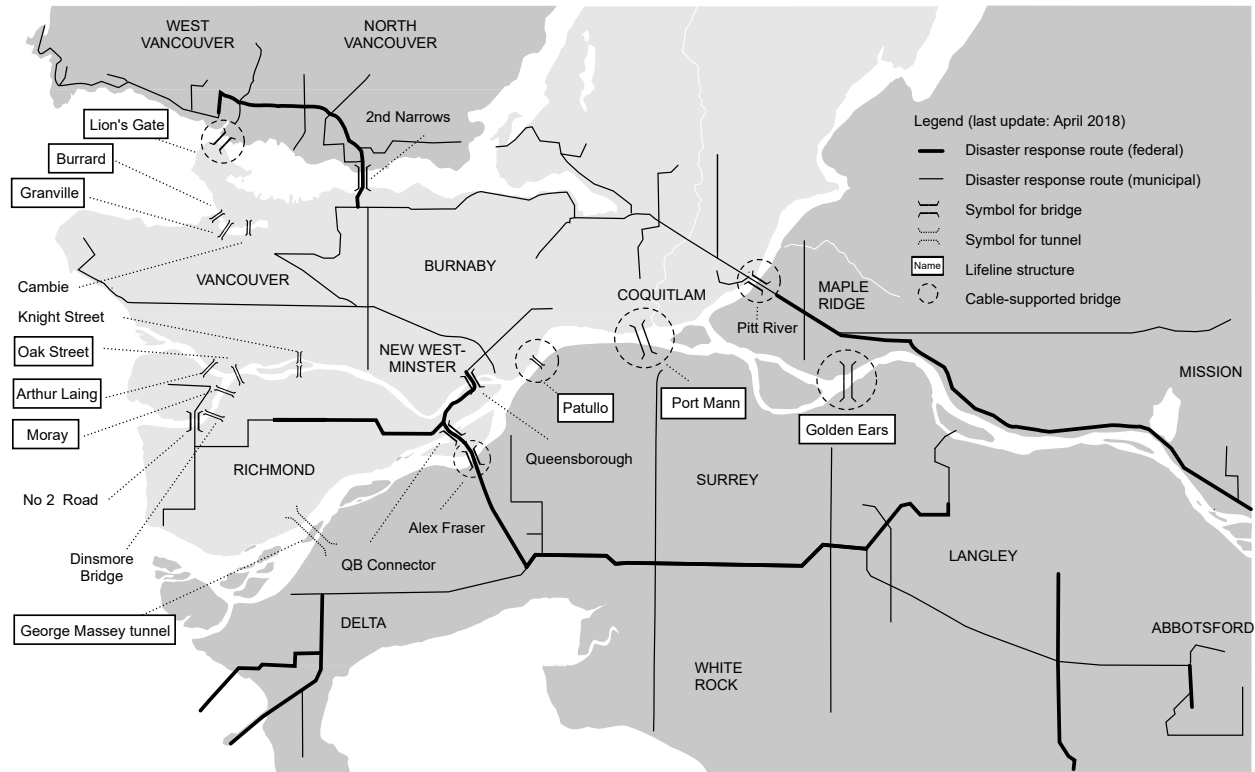 WEST
VANCOUVER
NORTH
VANCOUVER
Lion's Gate
2nd Narrows
Burrard
Granville
Cambie
VANCOUVER
BURNABY
COQUITLAM
Knight Street
Oak Street
Arthur Laing
Moray
NEW WEST-
MINSTER
Pitt River
MAPLE
RIDGE
Patullo
Port Mann
Golden Ears
MISSION
RICHMOND
Queensborough
SURREY
No 2 Road
Alex Fraser
Dinsmore
Bridge
QB Connector
LANGLEY
George Massey tunnel
DELTA
ABBOTSFORD
WHITE
ROCK
Legend (last update: April 2018)
Disaster response route (federal)
Disaster response route (municipal)
Symbol for bridge
Symbol for tunnel
Name
Lifeline structure
Cable-supported bridge